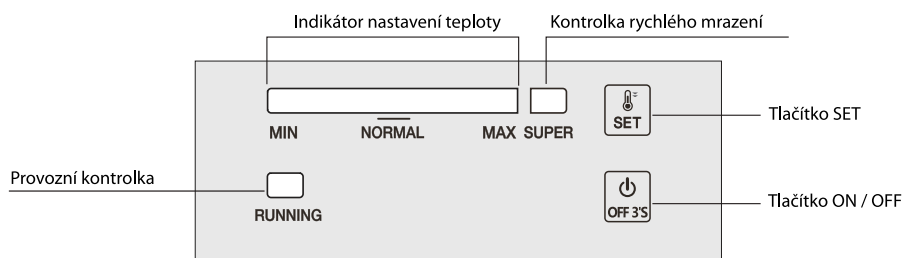 Indikátor nastavení teploty
Kontrolka rychlého mrazení
MIN
NORMAL
MAX
SUPER
SET
Tlačítko SET
Provozní kontrolka
RUNNING
OFF 3'S
Tlačítko ON / OFF